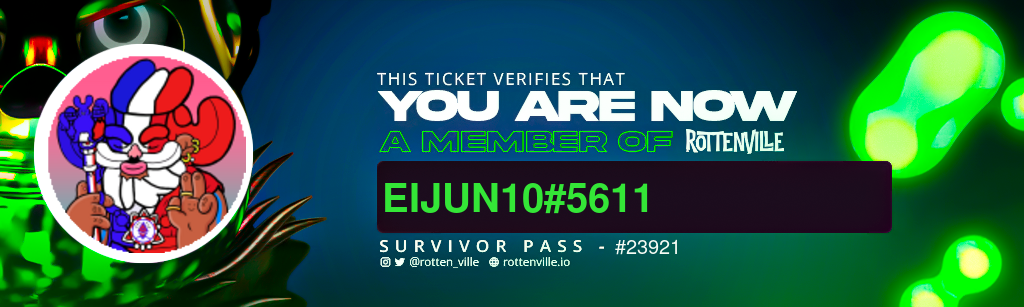 THIS TICKET VERIFIES THAT
YOU ARE NOW
A MEMBER OF ROTTENVILLE
EIJUN10#5611
SURVIVOR PASS - #23921
@rotten_ville rottenville.io